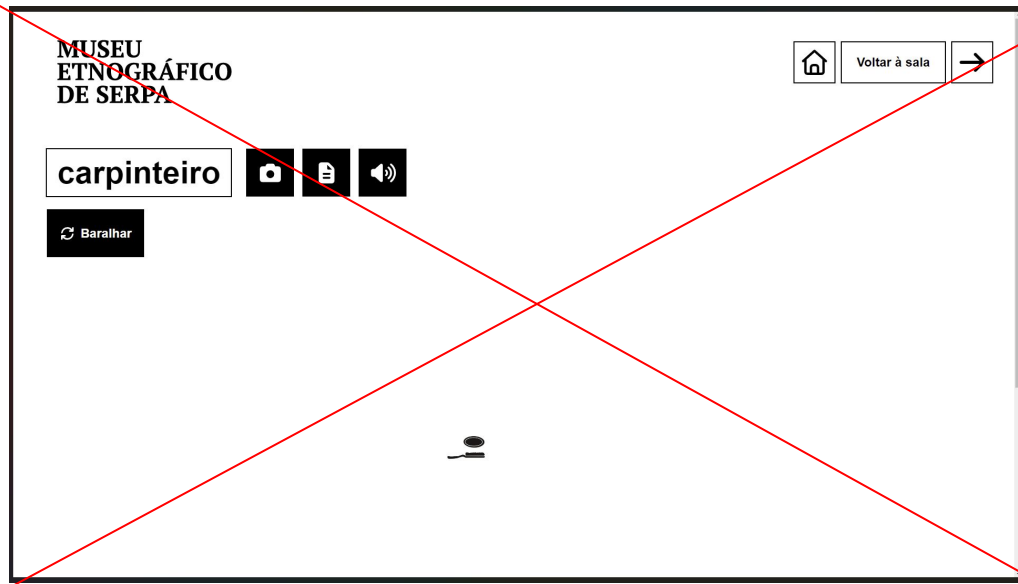 MUSEU
ETNOGRÁFICO
DE SERPA
Voltar à sala
carpinteiro
Baralhar